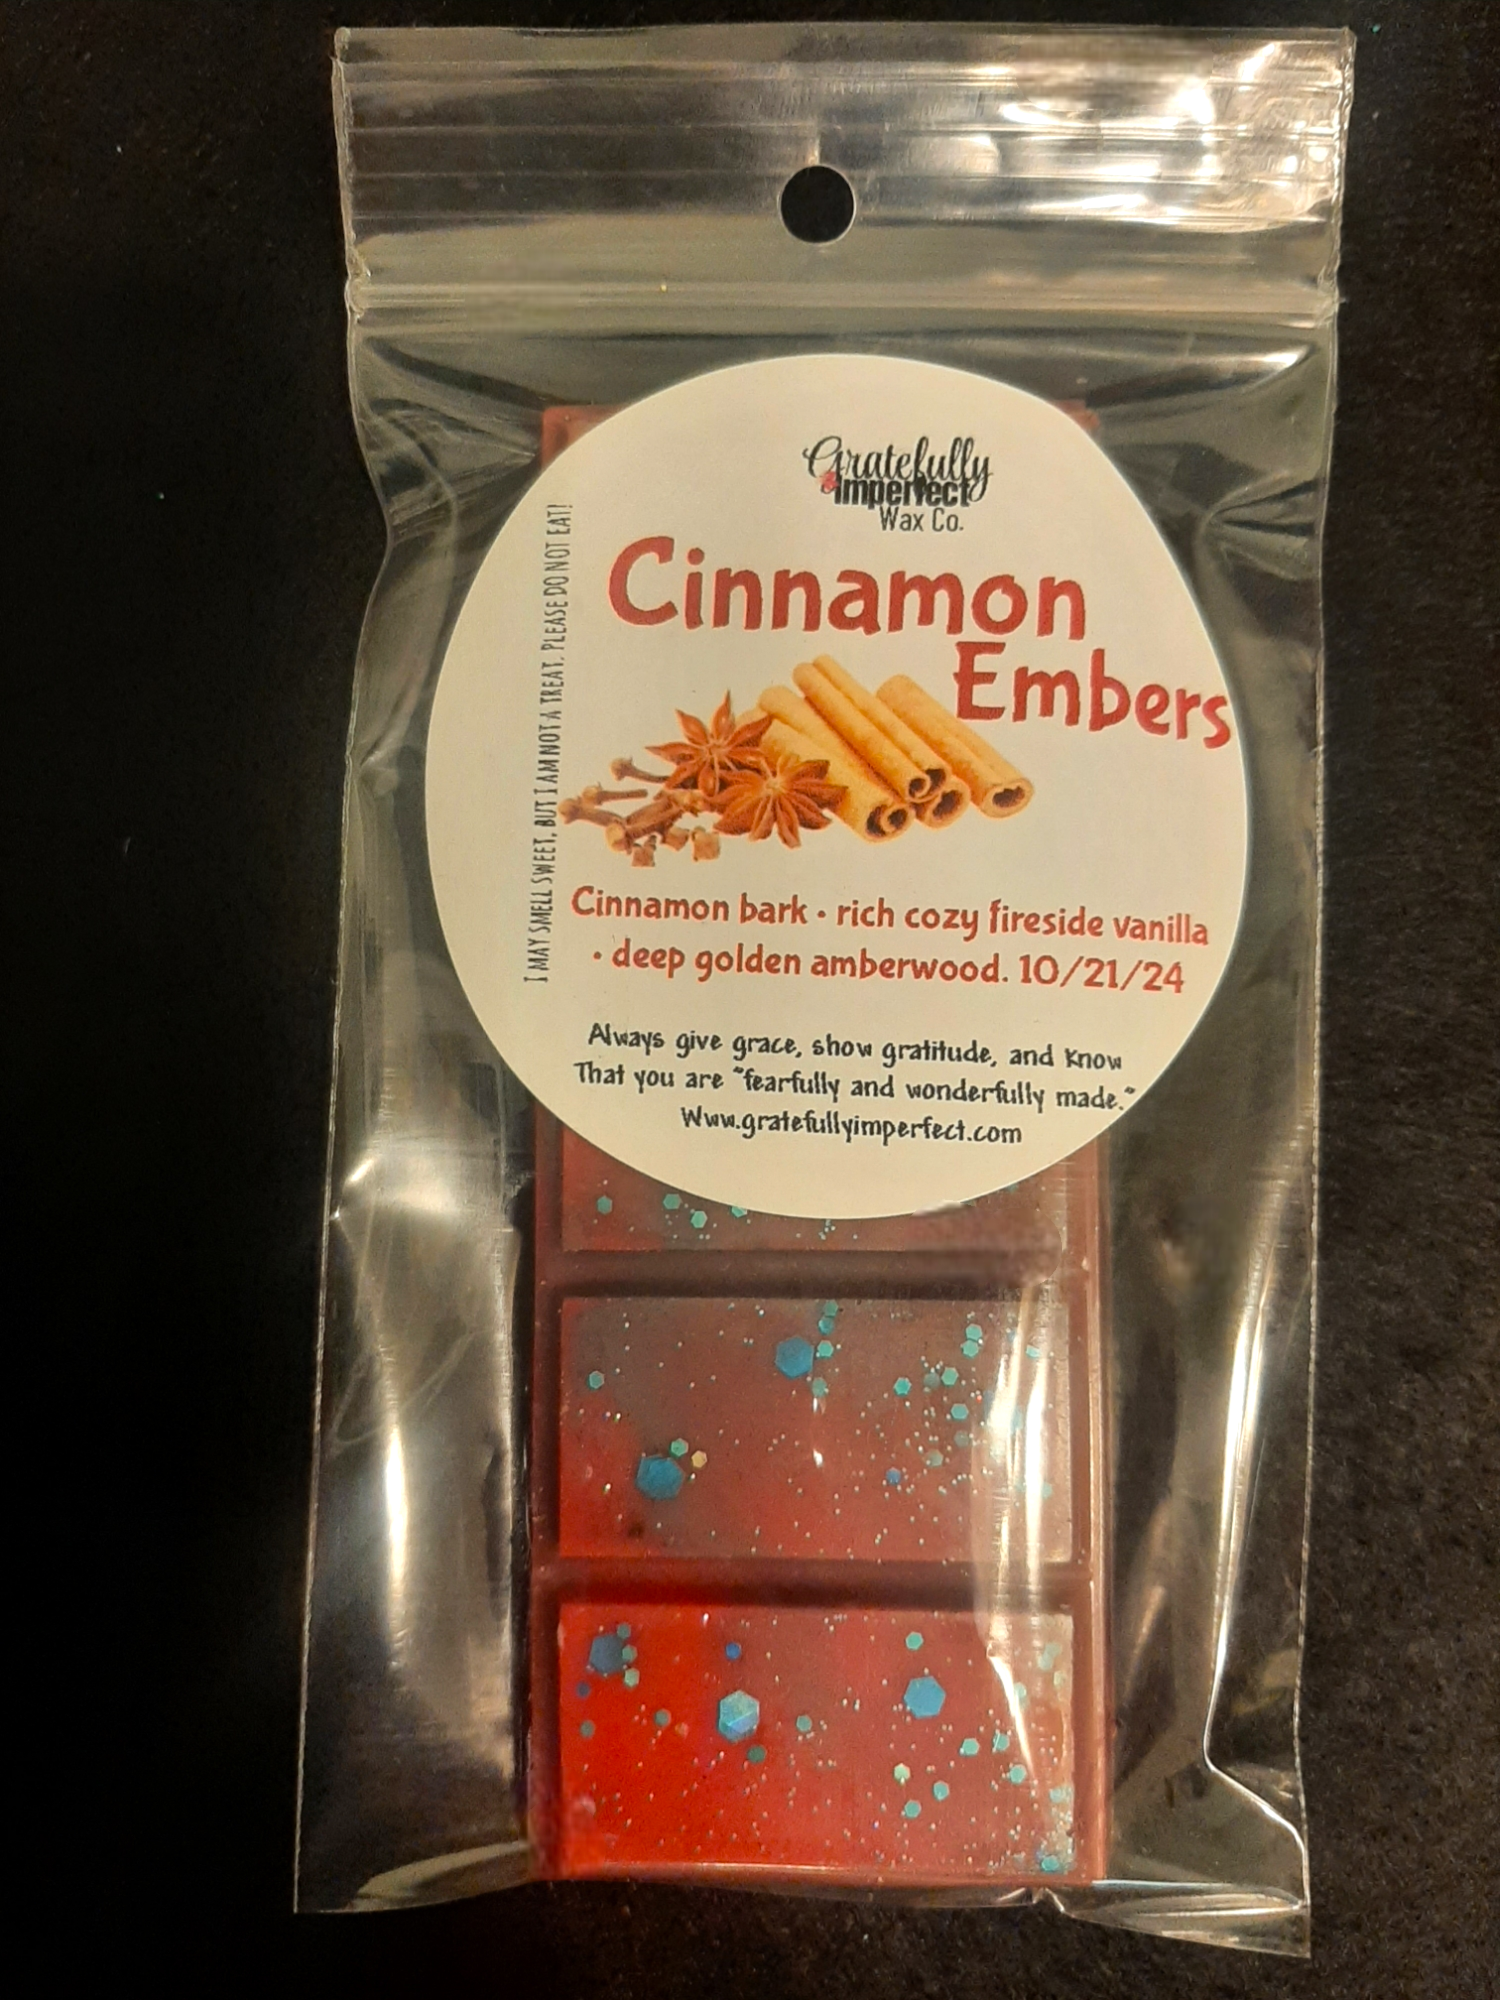 Gratefully
Imperfect
Wax Co.
Cinnamon
Embers
I MAY SMELL SWEET, BUT I AM NOT A TREAT. PLEASE DO NOT EAT!
Cinnamon bark • rich cozy fireside vanilla
• deep golden amberwood. 10/21/24
Always give grace, show gratitude, and know
That you are "fearfully and wonderfully made."
Www.gratefullyimperfect.com